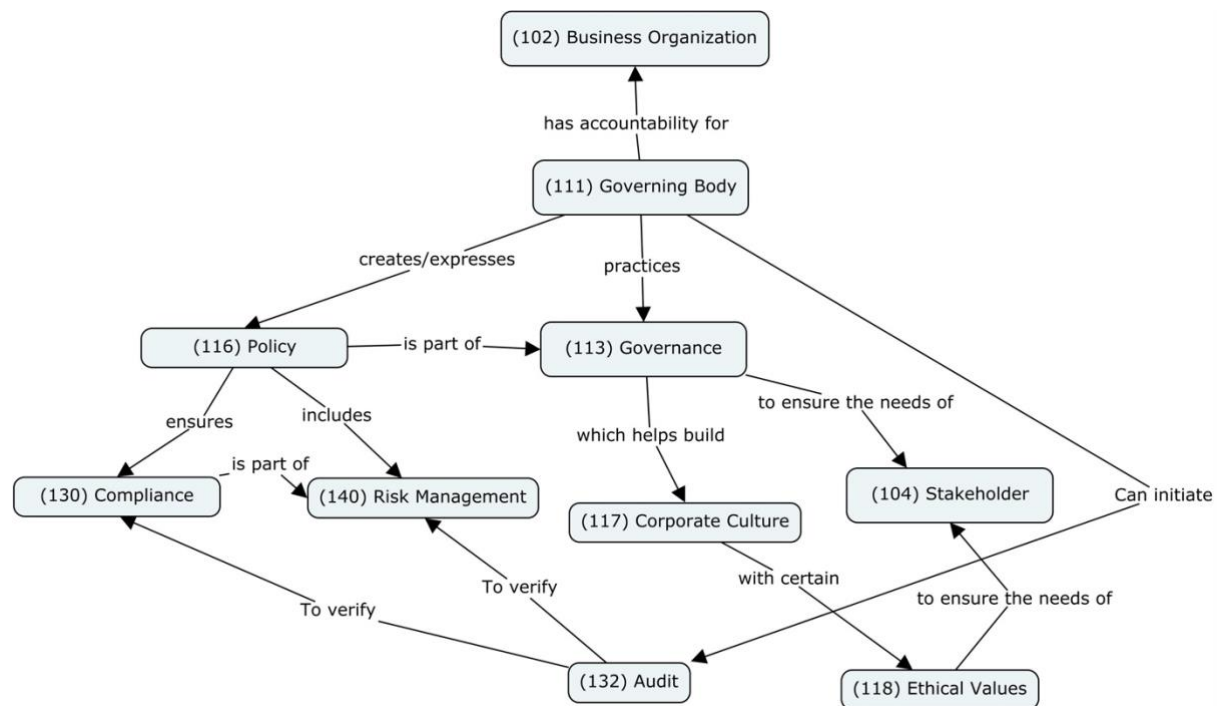 (102) Business Organization
has accountability for
(111) Governing Body
creates/expresses
practices
(116) Policy
is part of
(113) Governance
ensures
includes
to ensure the needs of
which helps build
is part of
(130) Compliance
(140) Risk Management
(104) Stakeholder
Can initiate
(117) Corporate Culture
with certain
To verify
To verify
to ensure the needs of
(132) Audit
(118) Ethical Values